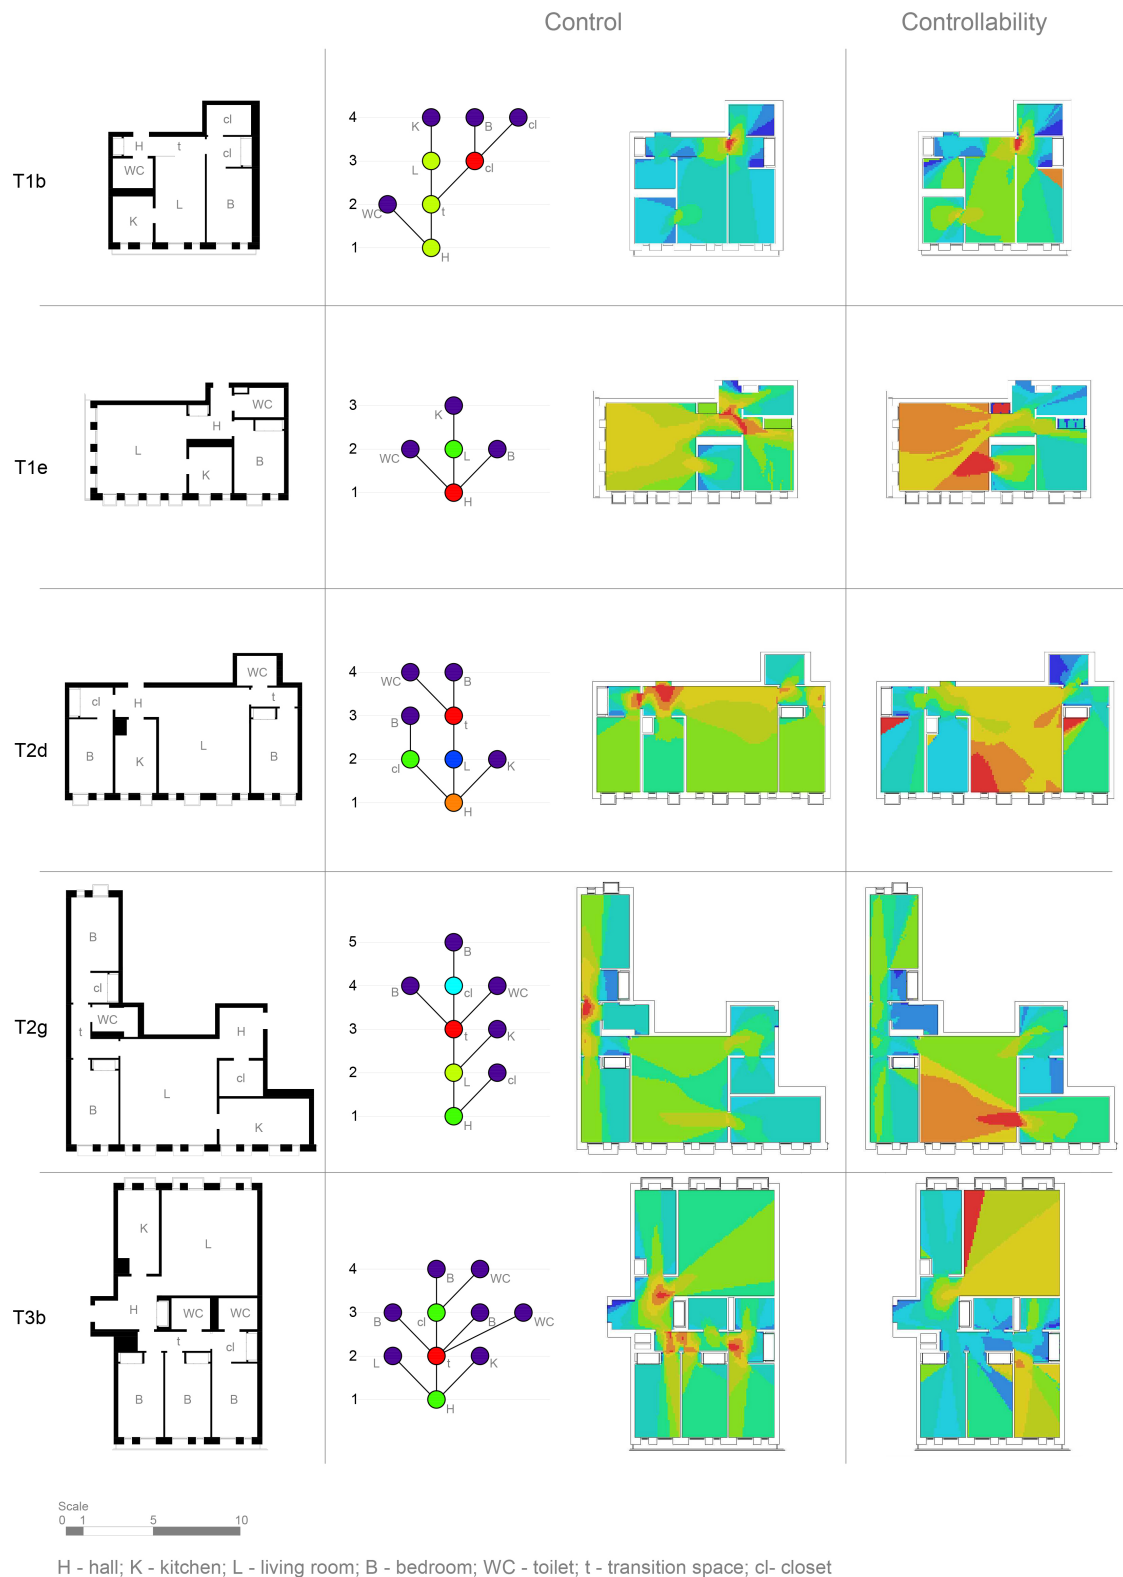 Control
Controllability
T1b
cl
H
t
cl
WC
L
B
K
4
K
B
cl
3
L
cl
2
WC
t
1
H
T1e
WC
H
L
B
K
3
K
2
WC
L
B
1
H
T2d
WC
cl
H
t
L
B
K
B
4
WC
B
3
B
t
2
cl
L
K
1
H
T2g
B
cl
WC
t
H
cl
L
B
K
5
B
4
B
cl
WC
3
t
K
2
L
cl
1
H
T3b
K
L
H
WC
WC
t
cl
B
B
B
4
B
WC
3
B
cl
B
WC
2
L
t
K
1
H
Scale
0 1 5 10
H - hall; K - kitchen; L - living room; B - bedroom; WC - toilet; t - transition space; cl- closet